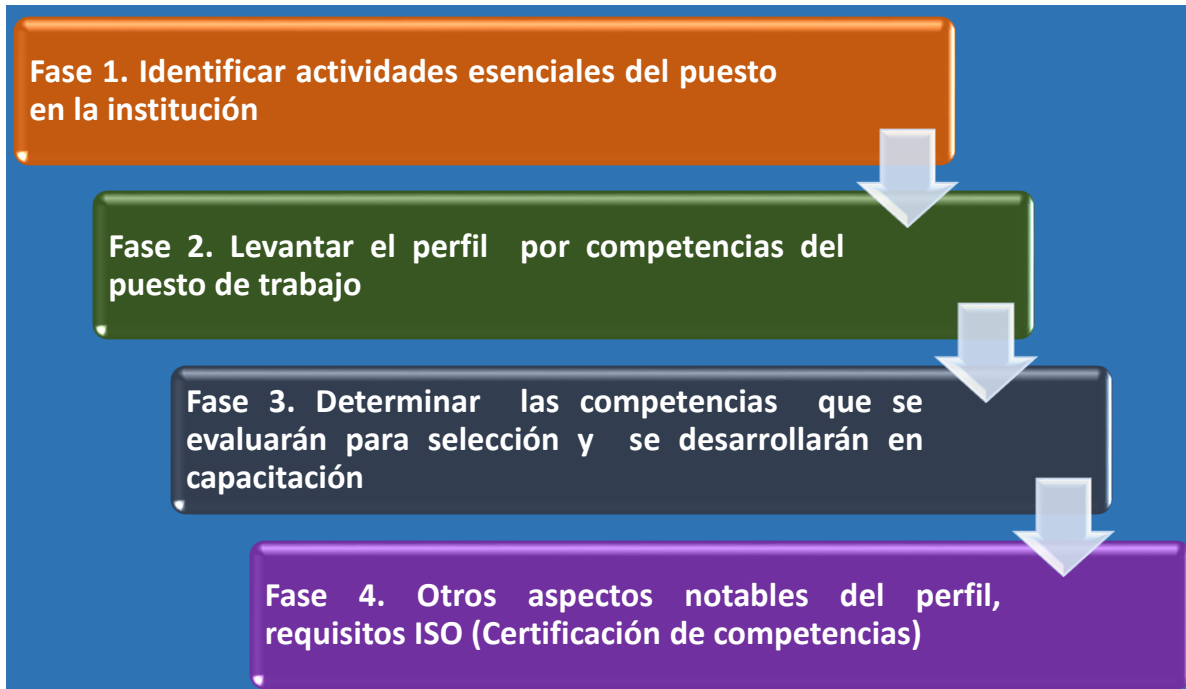 Fase 1. Identificar actividades esenciales del puesto
en la institución
Fase 2. Levantar el perfil por competencias del
puesto de trabajo
Fase 3. Determinar las competencias que se
evaluarán para selección y se desarrollarán en
capacitación
Fase 4. Otros aspectos notables del perfil,
requisitos ISO (Certificación de competencias)